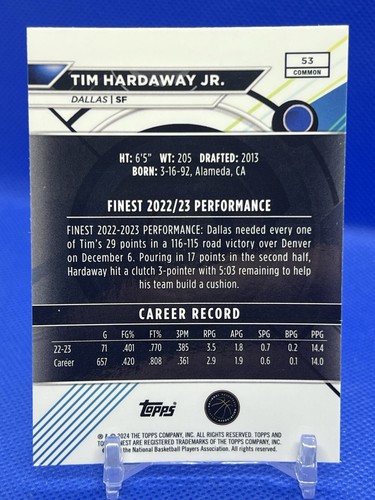 53
COMMON
TIM HARDAWAY JR.
DALLAS | SF
HT: 6'5" WT: 205 DRAFTED: 2013
BORN: 3-16-92, Alameda, CA
FINEST 2022/23 PERFORMANCE
FINEST 2022-2023 PERFORMANCE: Dallas needed every one
of Tim's 29 points in a 116-115 road victory over Denver
on December 6. Pouring in 17 points in the second half,
Hardaway hit a clutch 3-pointer with 5:03 remaining to help
his team build a cushion.
CAREER RECORD
G FG% FT% 3PM RPG APG SPG BPG PPG
22-23 71 .401 .770 .385 3.5 1.8 0.7 0.2 14.4
Career 657 .420 .808 .361 2.9 1.9 0.6 0.1 14.0
Topps
® © 2024 THE TOPPS COMPANY, INC. ALL RIGHTS RESERVED. TOPPS AND
FINEST ARE REGISTERED TRADEMARKS OF THE TOPPS COMPANY, INC.
the National Basketball Players Association. All rights reserved.